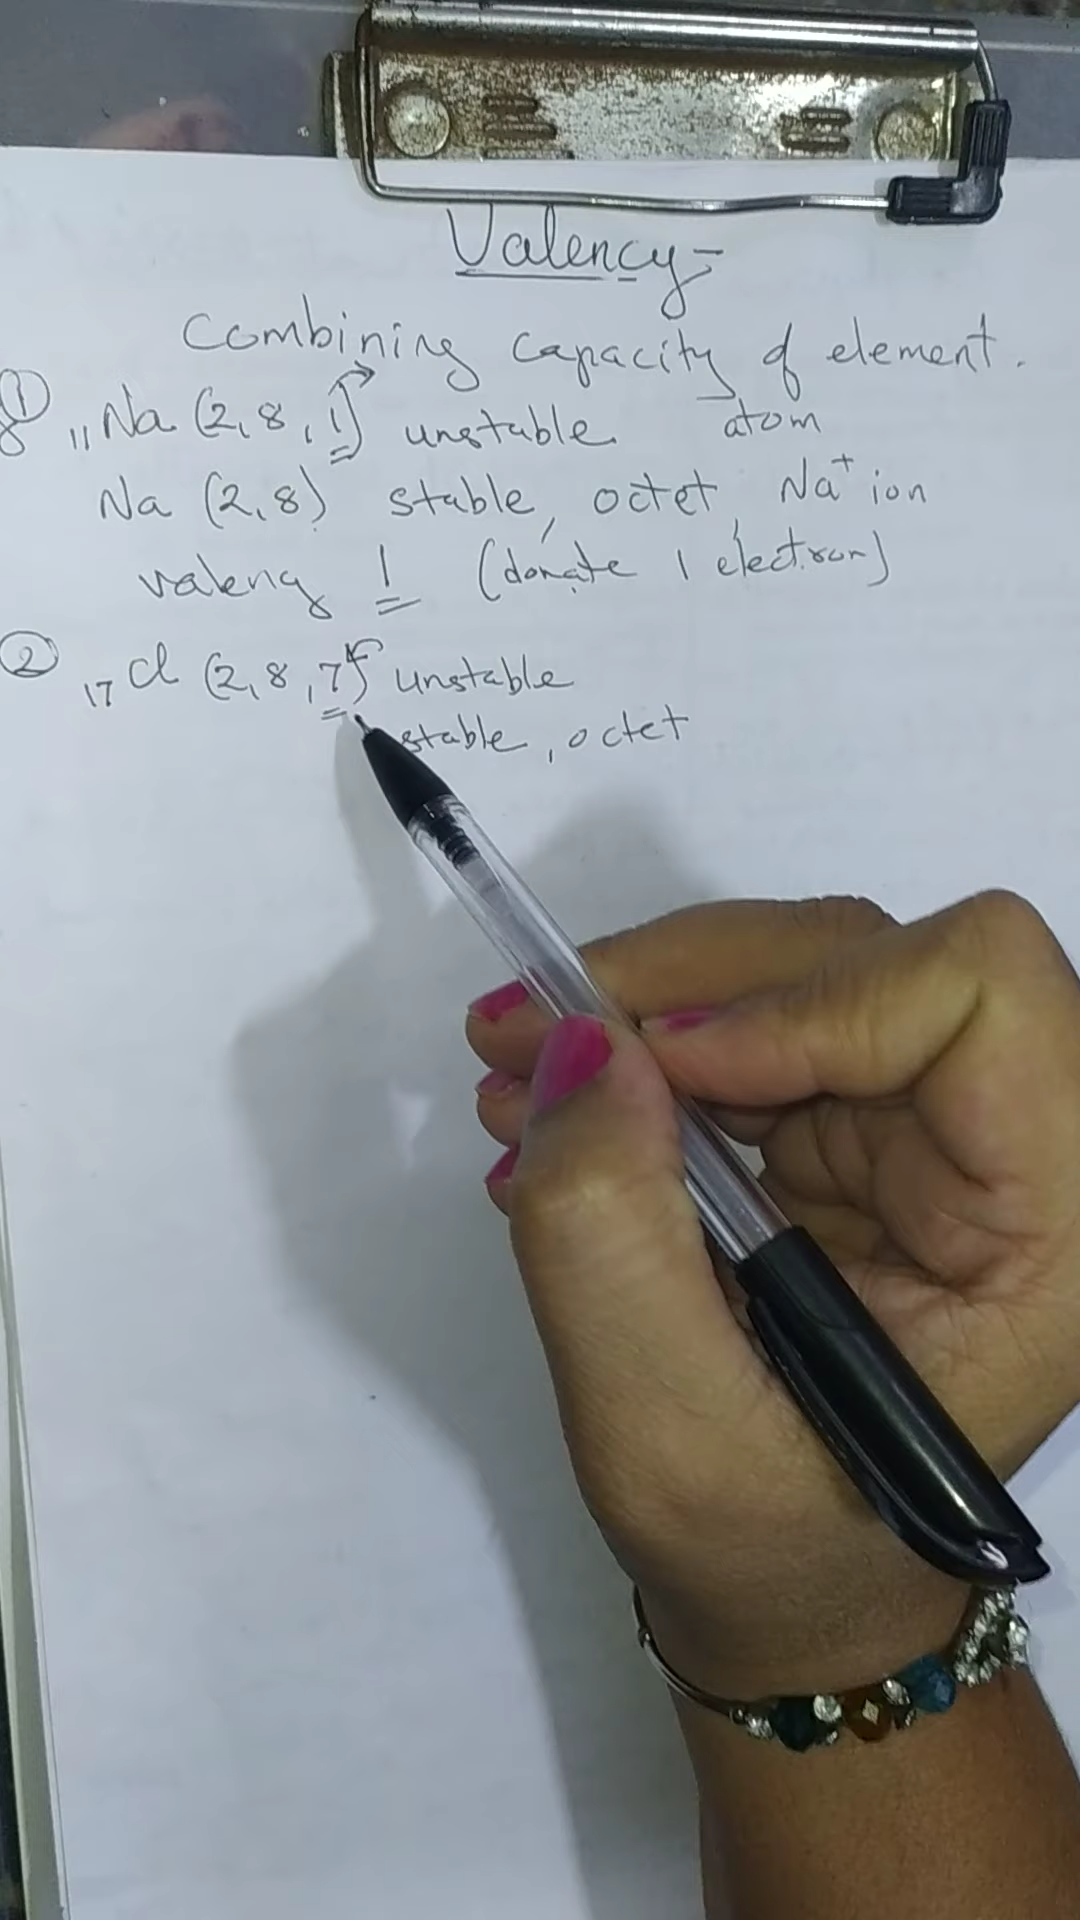 Valency-
Combining capacity of element.
① ₁₁Na (2,8,1) unstable atom
Na (2,8) stable, octet, Na⁺ ion
valency 1 (donate 1 electron)
② ₁₇Cl (2,8,7) unstable
stable, octet